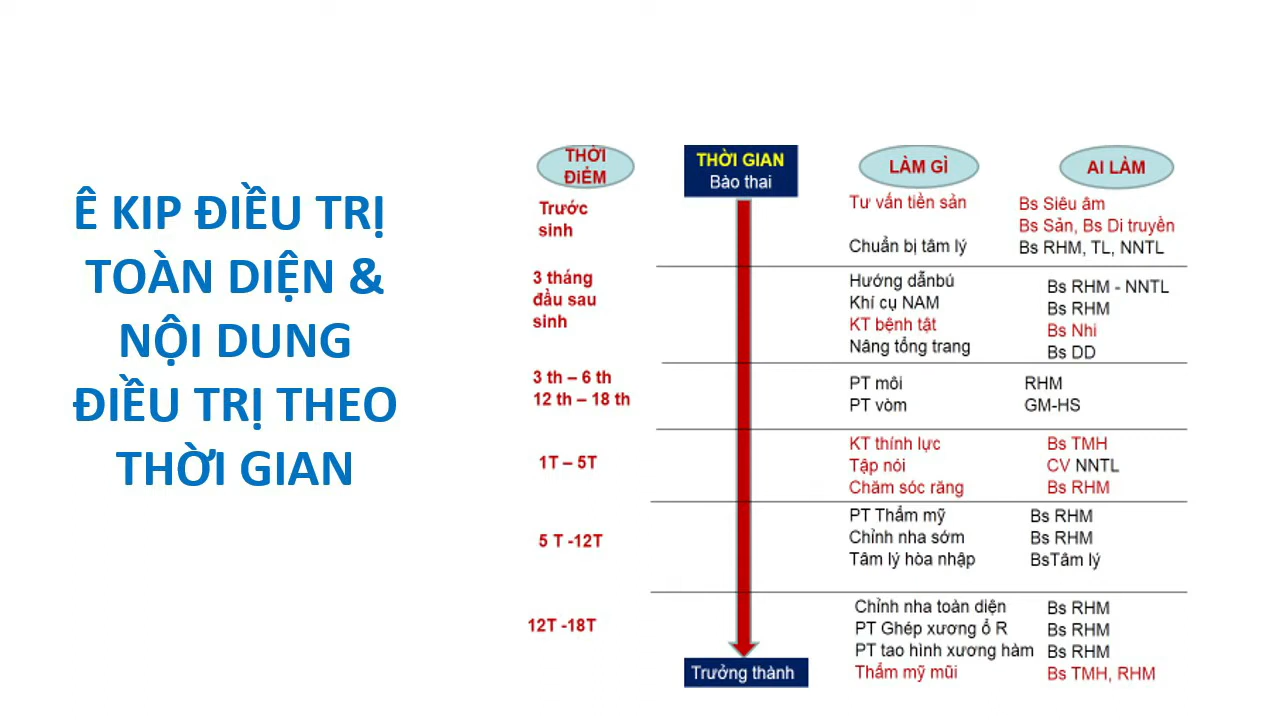 Ê KIP ĐIỀU TRỊ
TOÀN DIỆN &
NỘI DUNG
ĐIỀU TRỊ THEO
THỜI GIAN
THỜI ĐIỂM
THỜI GIAN
Bào thai
LÀM GÌ
AI LÀM
Trước sinh
Tư vấn tiền sản
Bs Siêu âm
Bs Sản, Bs Di truyền
Chuẩn bị tâm lý
Bs RHM, TL, NNTL
3 tháng
đầu sau
sinh
Hướng dẫnbú
Bs RHM - NNTL
Khí cụ NAM
Bs RHM
KT bệnh tật
Bs Nhi
Nâng tổng trang
Bs DD
3 th – 6 th
PT môi
RHM
12 th – 18 th
PT vòm
GM-HS
1T – 5T
KT thính lực
Bs TMH
Tập nói
CV NNTL
Chăm sóc răng
Bs RHM
5 T -12T
PT Thẩm mỹ
Bs RHM
Chỉnh nha sớm
Bs RHM
Tâm lý hòa nhập
BsTâm lý
12T -18T
Chỉnh nha toàn diện
Bs RHM
PT Ghép xương ổ R
Bs RHM
PT tao hình xương hàm
Bs RHM
Thẩm mỹ mũi
Bs TMH, RHM
Trưởng thành